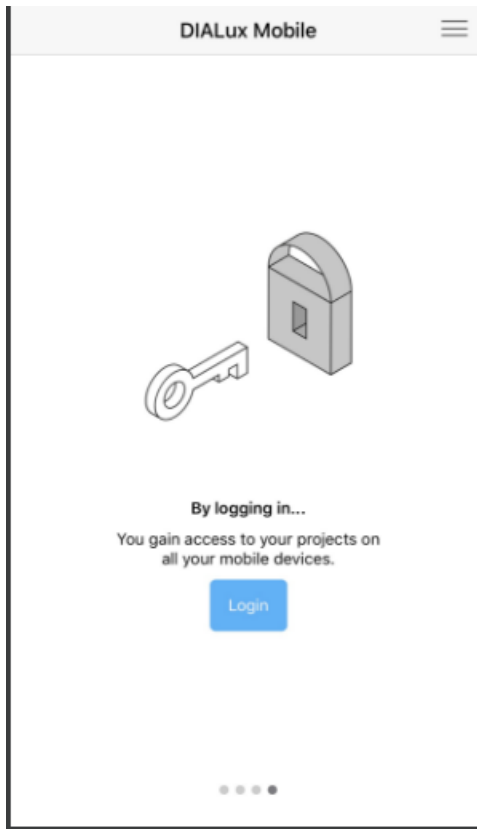 DIALux Mobile
By logging in...
You gain access to your projects on
all your mobile devices.
Login